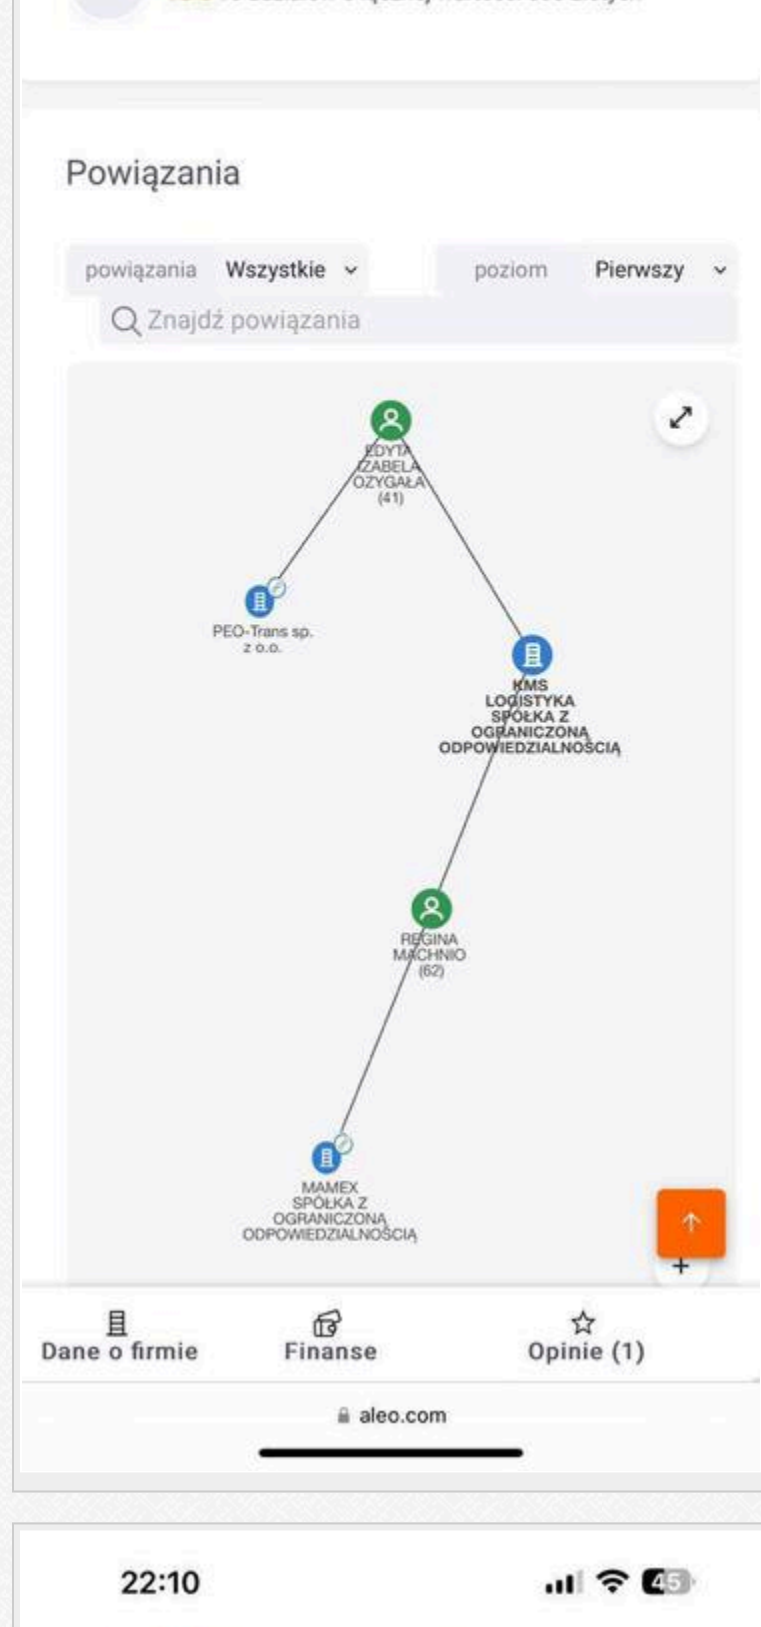 Powiązania
powiązania Wszystkie poziom Pierwszy
Znajdź powiązania
EDYTA
IZABELA
OZYGAŁA
(41)
PEO-Trans sp.
z o.o.
KMS
LOGISTYKA
SPÓŁKA Z
OGRANICZONĄ
ODPOWIEDZIALNOŚCIĄ
REGINA
MACHNIO
(62)
MAMEX
SPÓŁKA Z
OGRANICZONĄ
ODPOWIEDZIALNOŚCIĄ
+
Dane o firmie Finanse Opinie (1)
aleo.com
22:10 45